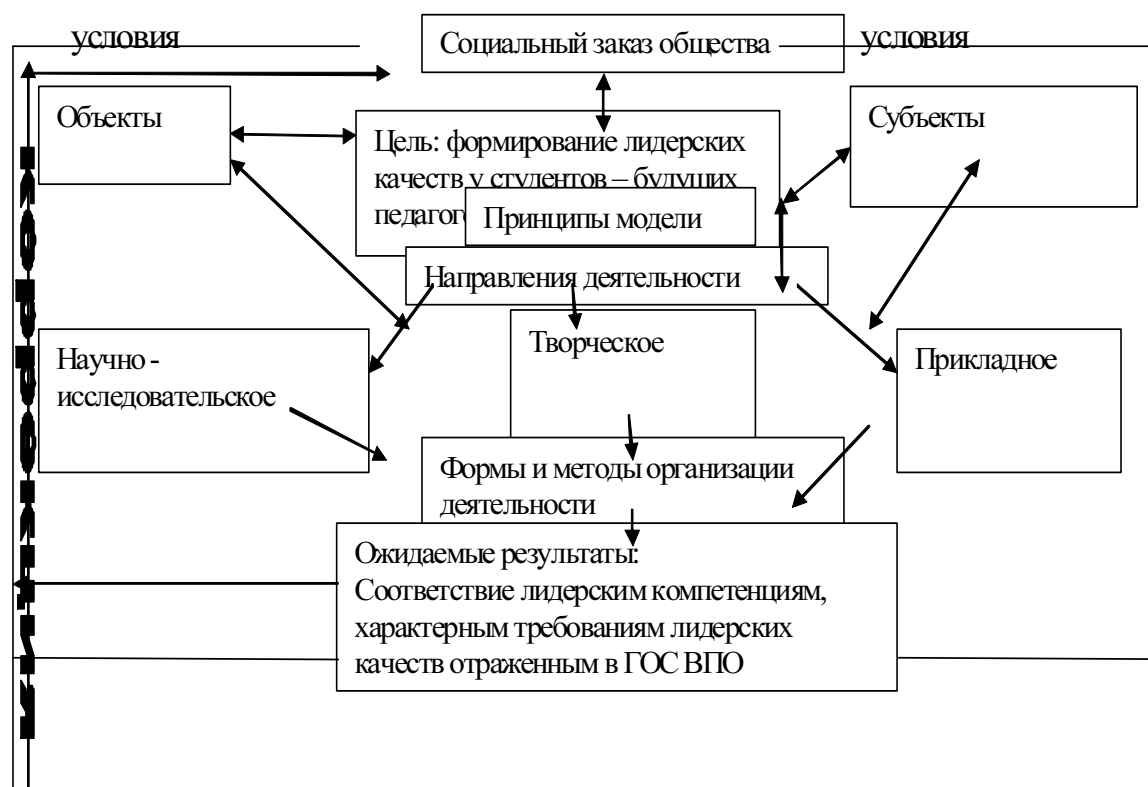 условия
Социальный заказ общества
условия
Объекты
Субъекты
Цель: формирование лидерских
качеств у студентов – будущих
Принципы модели
Направления деятельности
Научно -
исследовательское
Творческое
Прикладное
Формы и методы организации
деятельности
Ожидаемые результаты:
Соответствие лидерским компетенциям,
характерным требованиям лидерских
качеств отраженным в ГОС ВПО